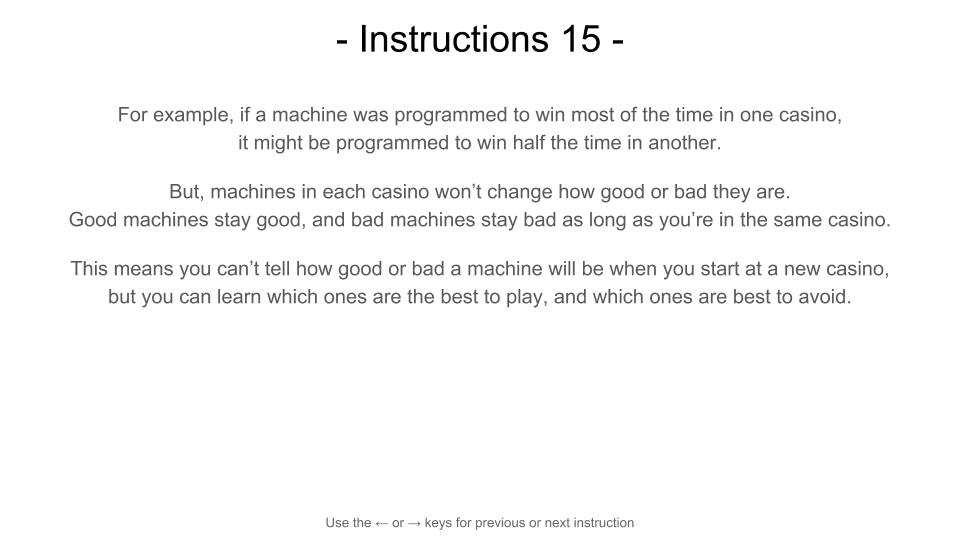 - Instructions 15 -
For example, if a machine was programmed to win most of the time in one casino,
it might be programmed to win half the time in another.
But, machines in each casino won’t change how good or bad they are.
Good machines stay good, and bad machines stay bad as long as you’re in the same casino.
This means you can’t tell how good or bad a machine will be when you start at a new casino,
but you can learn which ones are the best to play, and which ones are best to avoid.
Use the ← or → keys for previous or next instruction